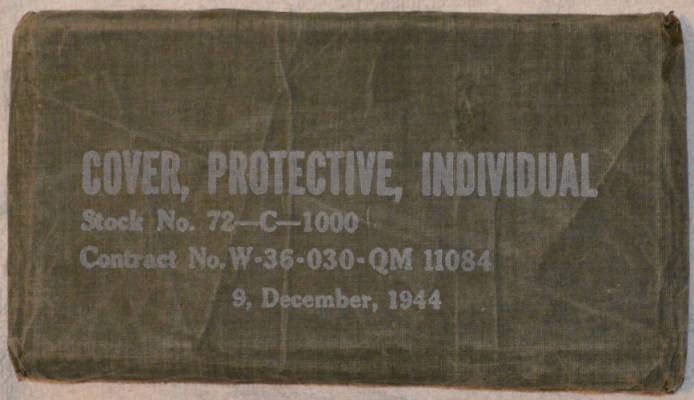 COVER, PROTECTIVE, INDIVIDUAL
Stock No. 72—C—1000
Contract No. W-36-030-QM 11084
9, December, 1944